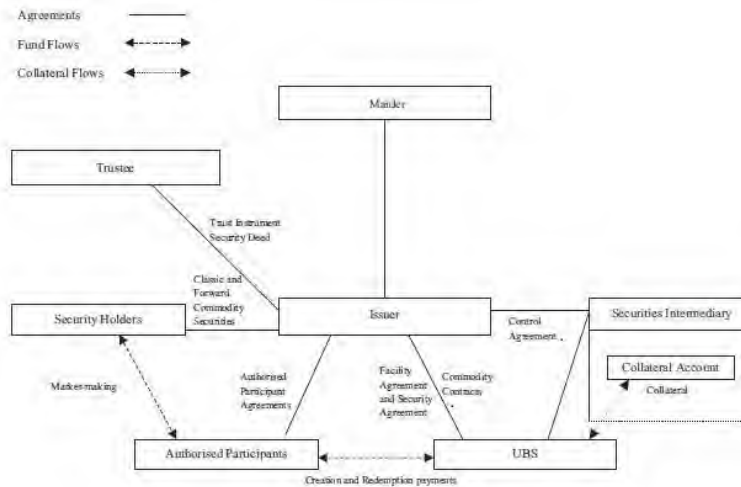 Agreements
Fund Flows
Collateral Flows
Manler
Trustee
Trust Instrument
Security Deed
Classic and
Forward
Commodity
Securities
Security Holders
Issuer
Control
Agreement
Securities Intermediary
Collateral Account
Collateral
Market-making
Authorised
Participant
Agreements
Facility
Agreement
and Security
Agreement
Commodity
Contracts
Authorised Participants
UBS
Creation and Redemption payments